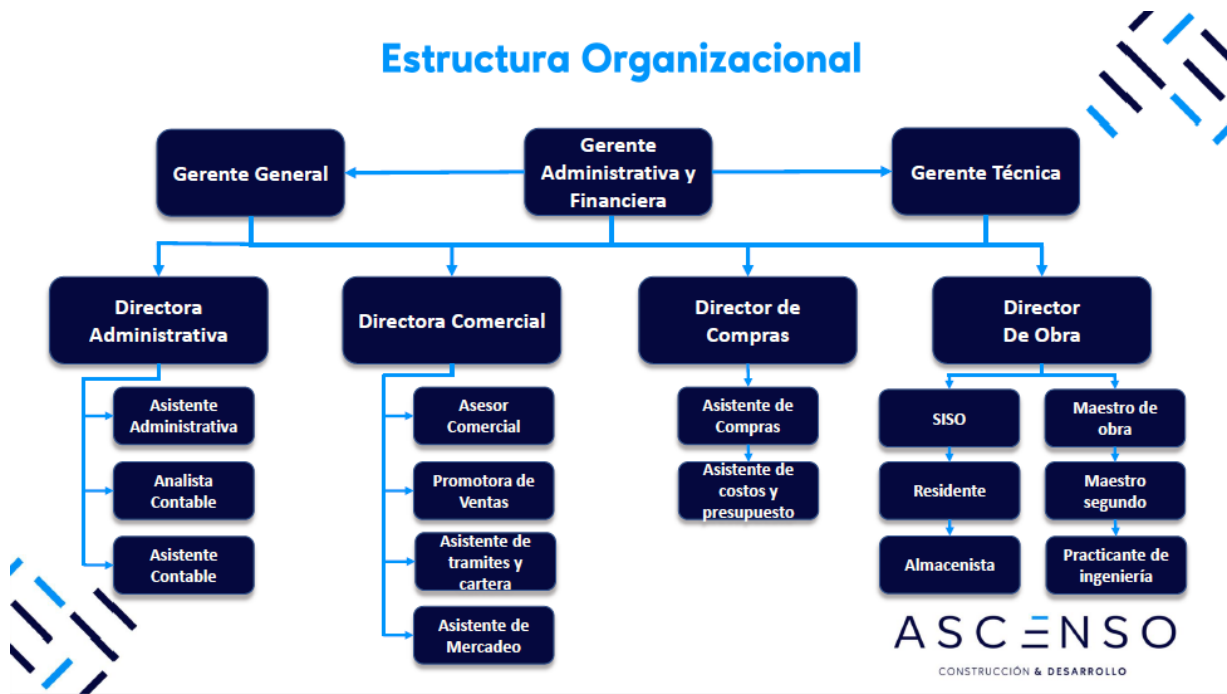 Estructura Organizacional
Gerente General
Gerente
Administrativa y
Financiera
Gerente Técnica
Directora
Administrativa
Directora Comercial
Director de
Compras
Director
De Obra
Asistente
Administrativa
Analista
Contable
Asistente
Contable
Asesor
Comercial
Promotora de
Ventas
Asistente de
tramites y
cartera
Asistente de
Mercadeo
Asistente de
Compras
Asistente de
costos y
presupuesto
SISO
Residente
Almacenista
Maestro de
obra
Maestro
segundo
Practicante de
ingeniería
ASCENSO
CONSTRUCCIÓN & DESARROLLO